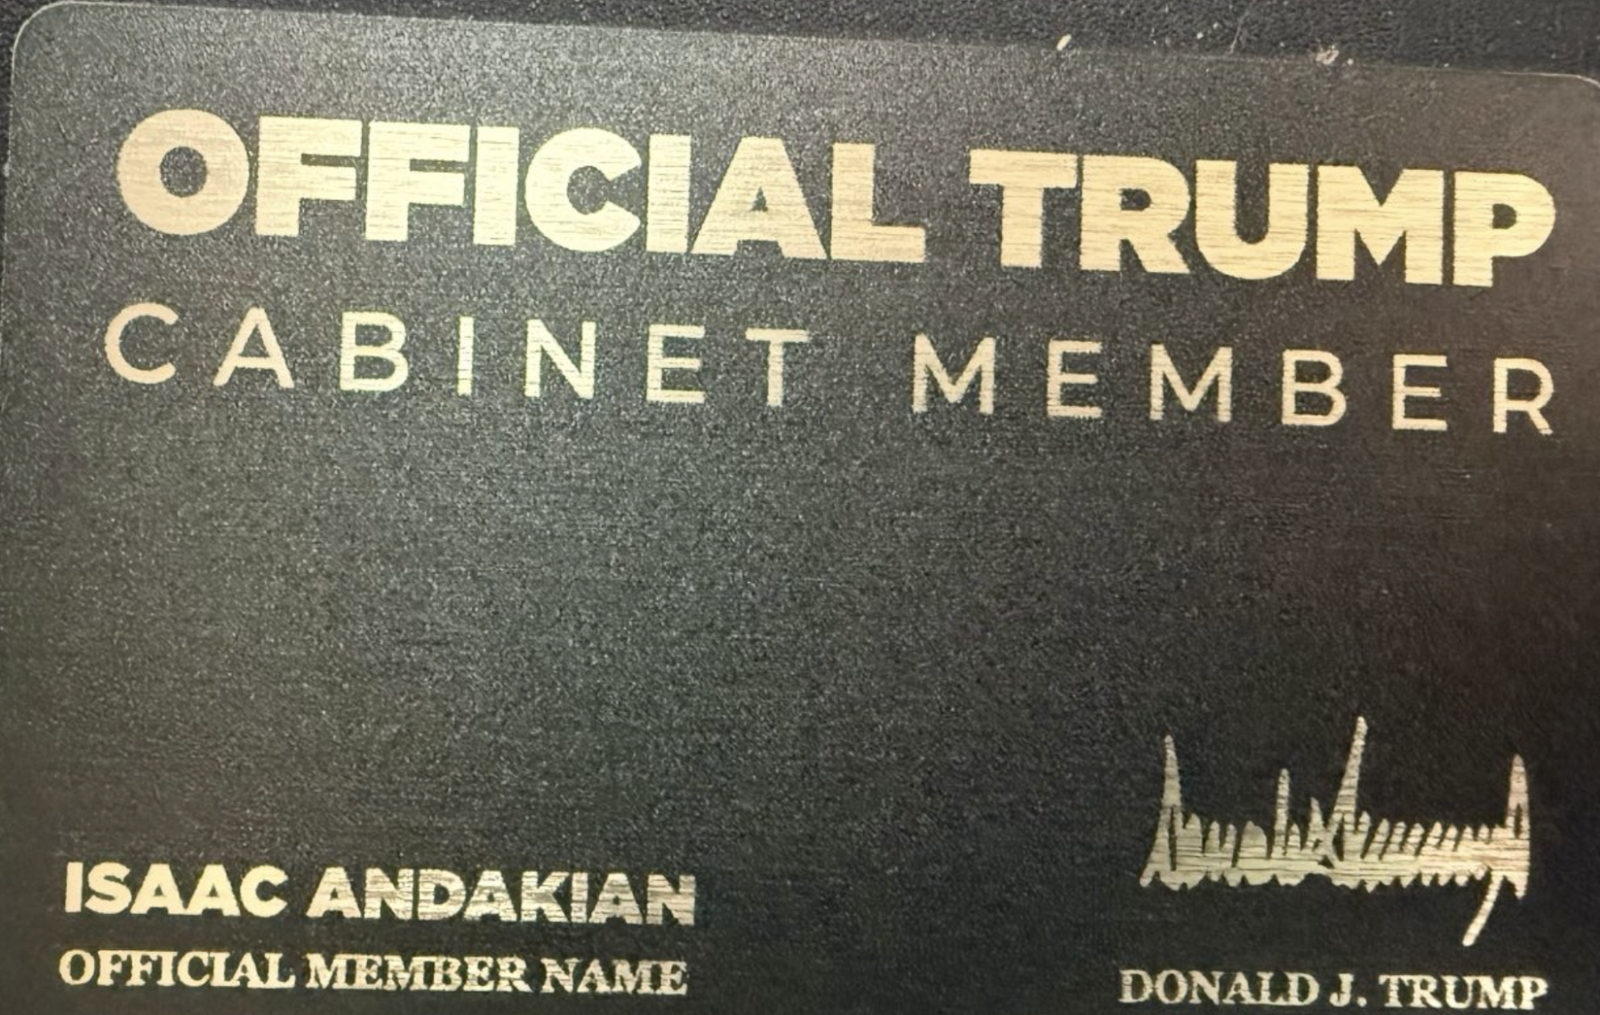 OFFICIAL TRUMP
CABINET MEMBER
ISAAC ANDAKIAN
OFFICIAL MEMBER NAME
DONALD J. TRUMP